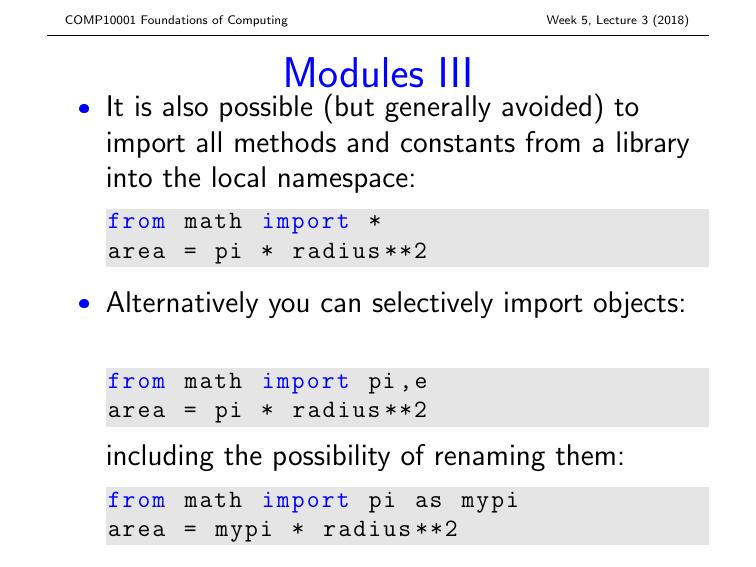 COMP10001 Foundations of Computing Week 5, Lecture 3 (2018)
Modules III
• It is also possible (but generally avoided) to
import all methods and constants from a library
into the local namespace:
from math import *
area = pi * radius**2
• Alternatively you can selectively import objects:
from math import pi,e
area = pi * radius**2
including the possibility of renaming them:
from math import pi as mypi
area = mypi * radius**2